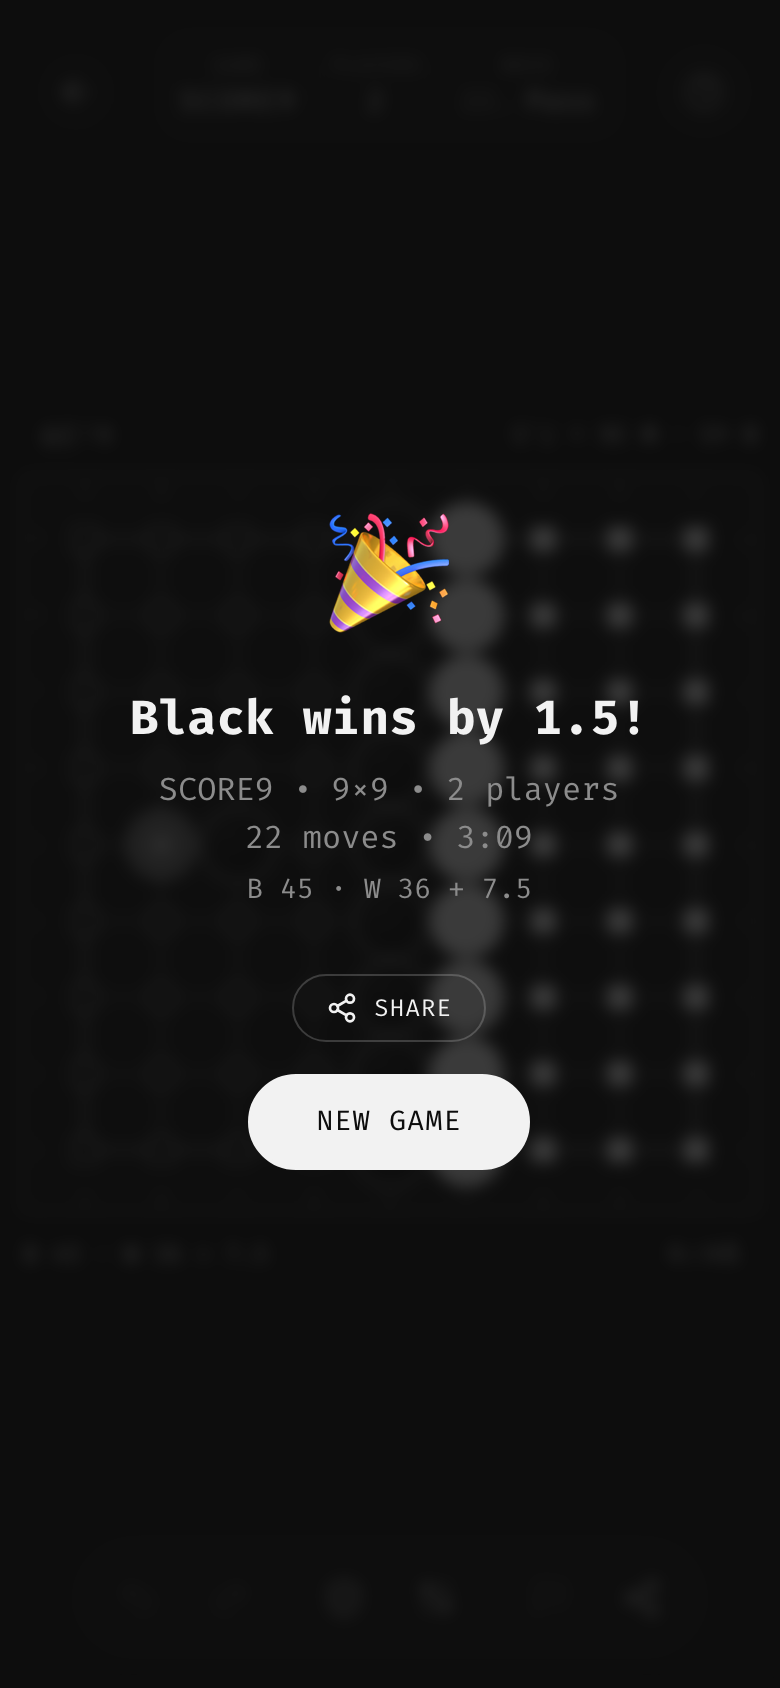 Black wins by 1.5!
SCORE9 • 9×9 • 2 players
22 moves • 3:09
B 45 · W 36 + 7.5
SHARE
NEW GAME